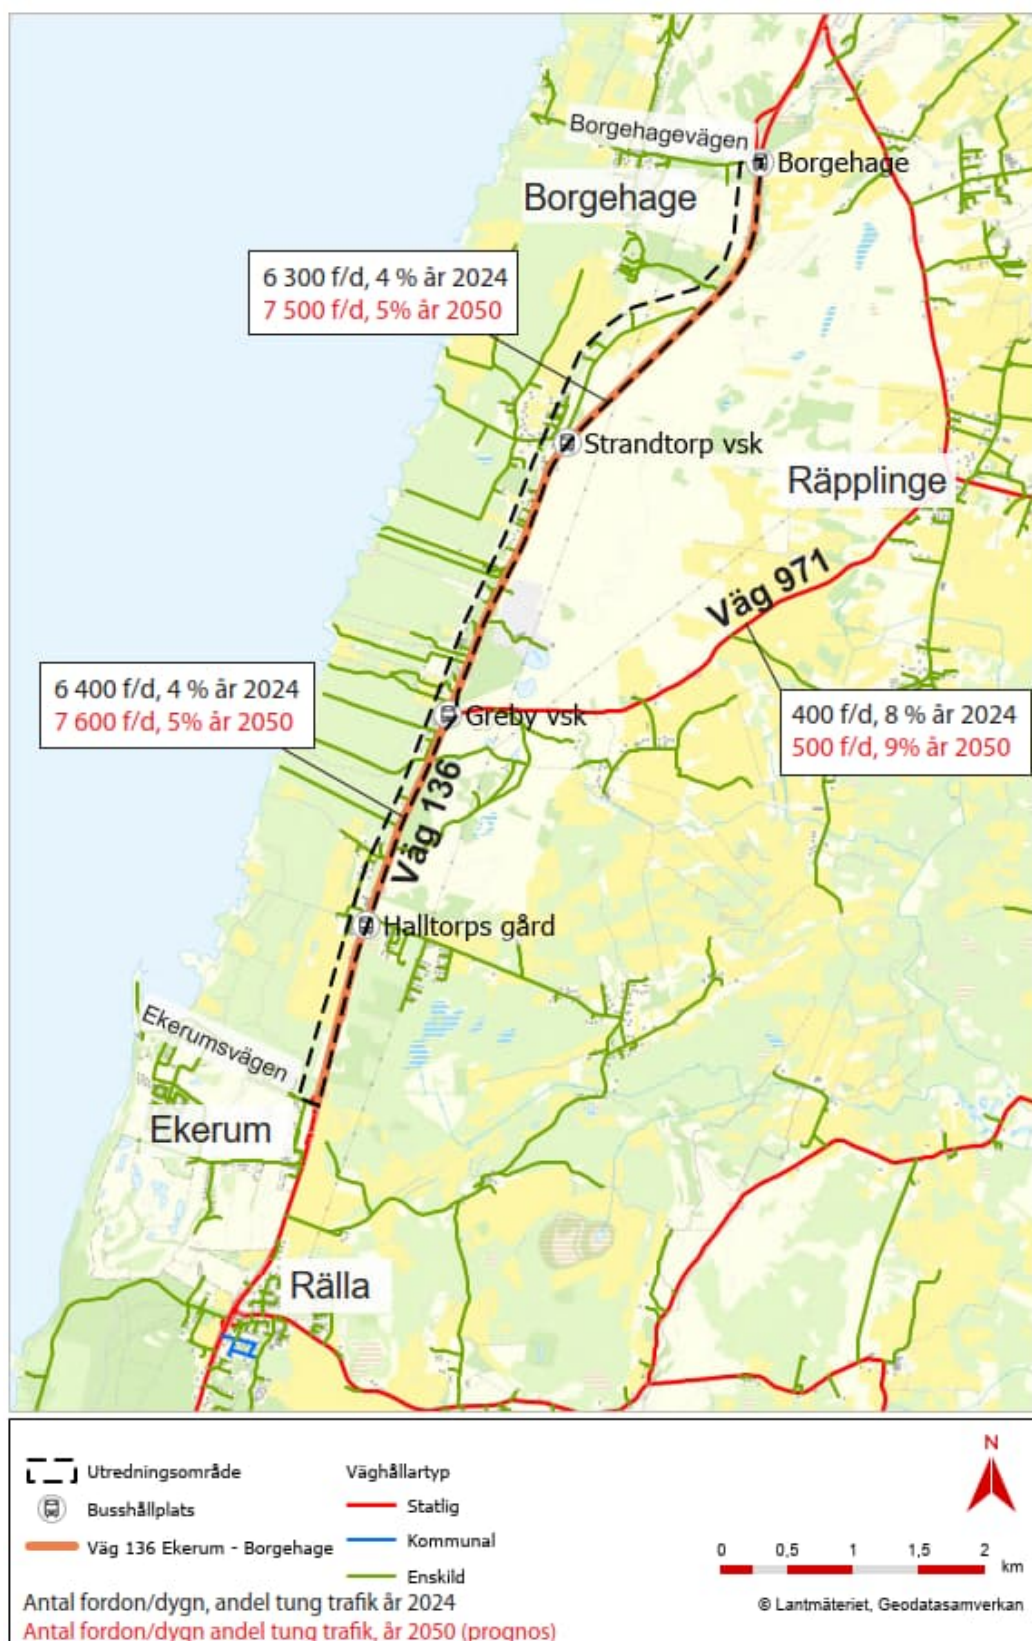 Borgehagevägen
Borgehage
Borgehage
6 300 f/d, 4 % år 2024
7 500 f/d, 5% år 2050
Strandtorp vsk
Räpplinge
Väg 971
6 400 f/d, 4 % år 2024
7 600 f/d, 5% år 2050
Greby vsk
400 f/d, 8 % år 2024
500 f/d, 9% år 2050
Väg 136
Halltorps gård
Ekerumsvägen
Ekerum
Rälla
Utredningsområde
Busshållplats
Väg 136 Ekerum - Borgehage
Väghållartyp
Statlig
Kommunal
Enskild
N
0 0,5 1 1,5 2
km
© Lantmäteriet, Geodatasamverkan
Antal fordon/dygn, andel tung trafik år 2024
Antal fordon/dygn andel tung trafik, år 2050 (prognos)